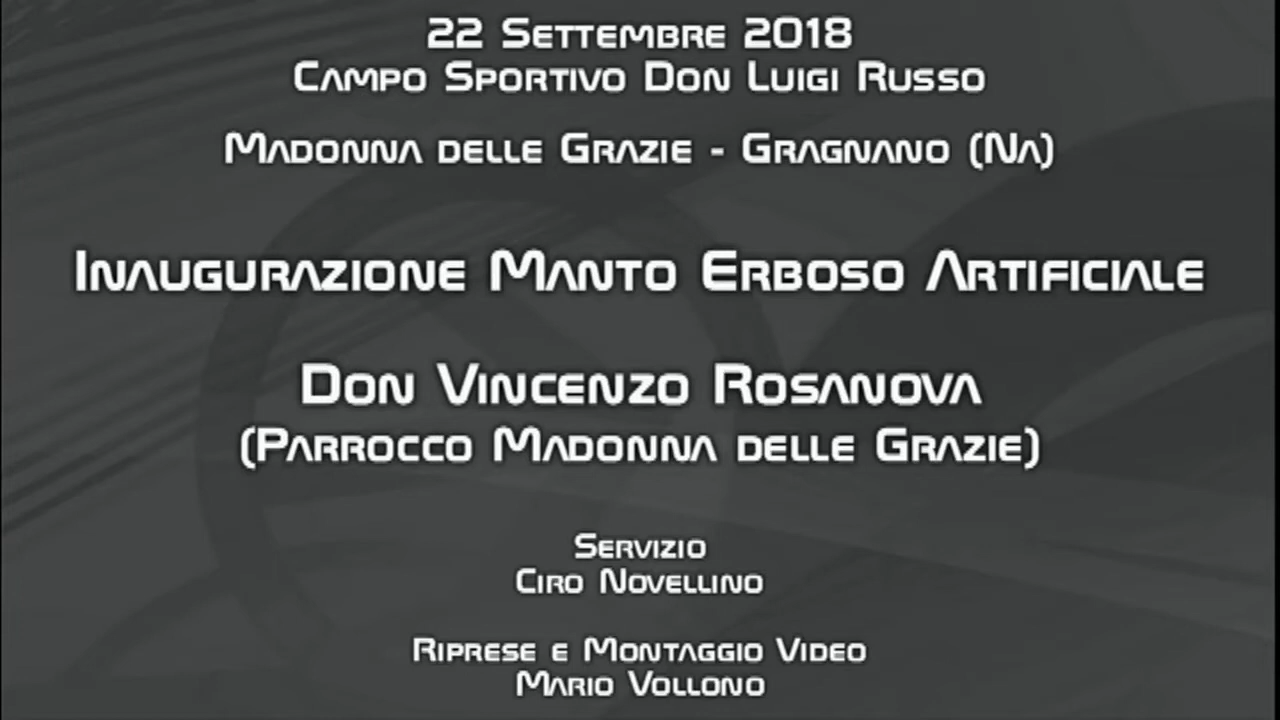 22 Settembre 2018
Campo Sportivo Don Luigi Russo
Madonna delle Grazie - Gragnano (Na)
Inaugurazione Manto Erboso Artificiale
Don Vincenzo Rosanova
(Parrocco Madonna delle Grazie)
Servizio
Ciro Novellino
Riprese e Montaggio Video
Mario Vollono